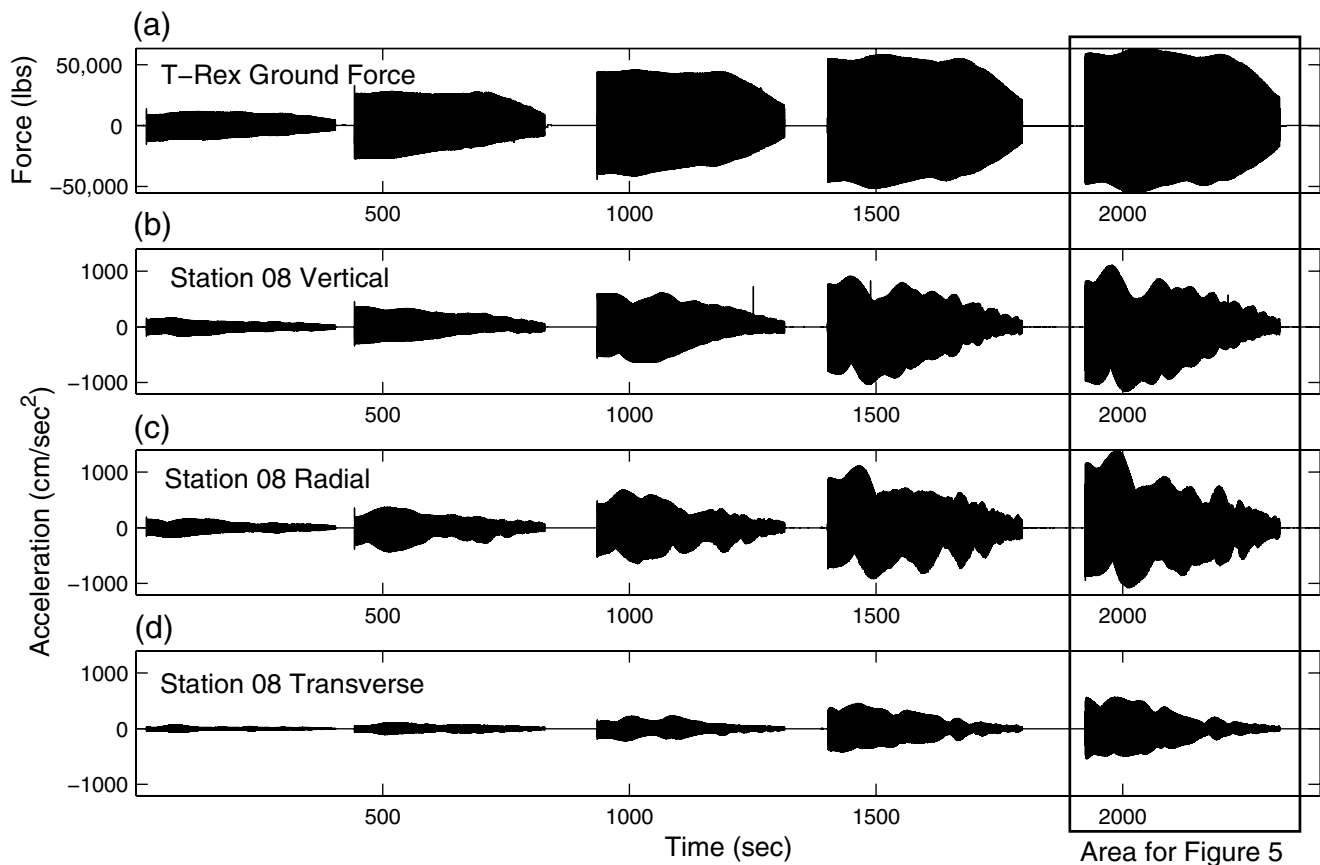 (a)
Force (lbs)
50,000
0
−50,000
T−Rex Ground Force
500
1000
1500
2000
(b)
1000
0
−1000
Station 08 Vertical
500
1000
1500
2000
Acceleration (cm/sec²)
(c)
1000
0
−1000
Station 08 Radial
500
1000
1500
2000
(d)
1000
0
−1000
Station 08 Transverse
500
1000
1500
2000
Time (sec)
Area for Figure 5